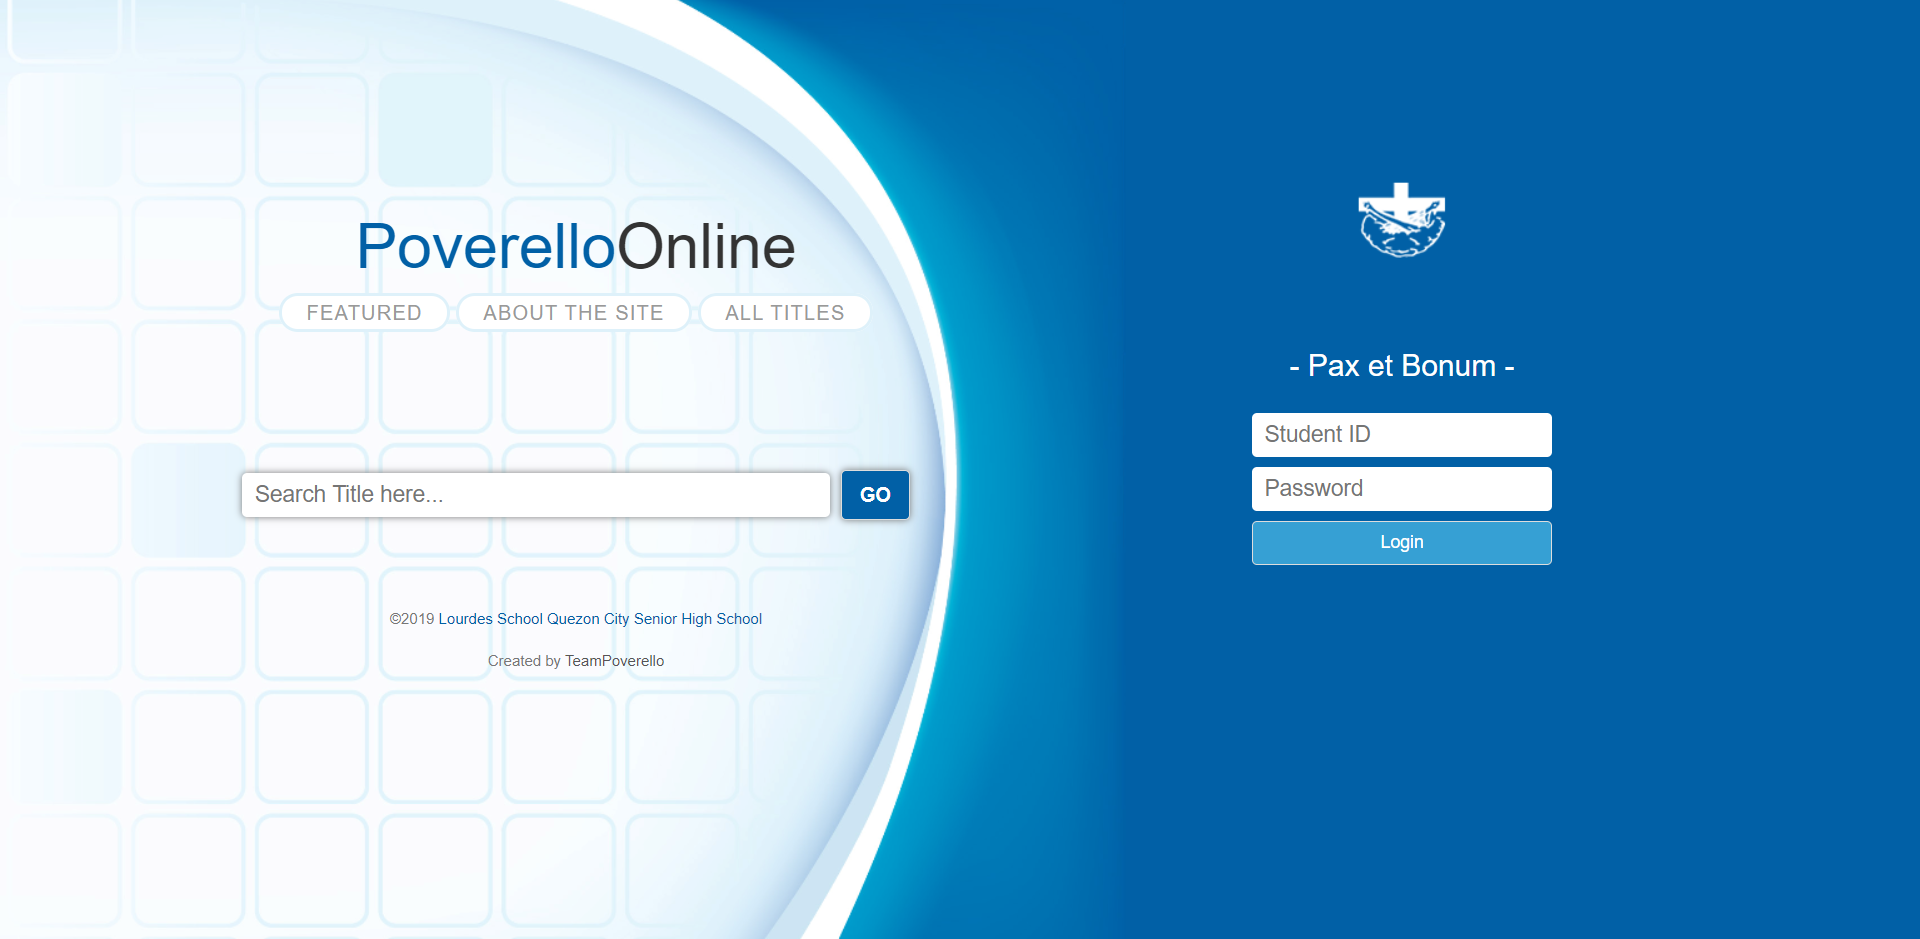 PoverelloOnline
FEATURED
ABOUT THE SITE
ALL TITLES
Search Title here...
GO
©2019 Lourdes School Quezon City Senior High School
Created by TeamPoverello
- Pax et Bonum -
Student ID
Password
Login